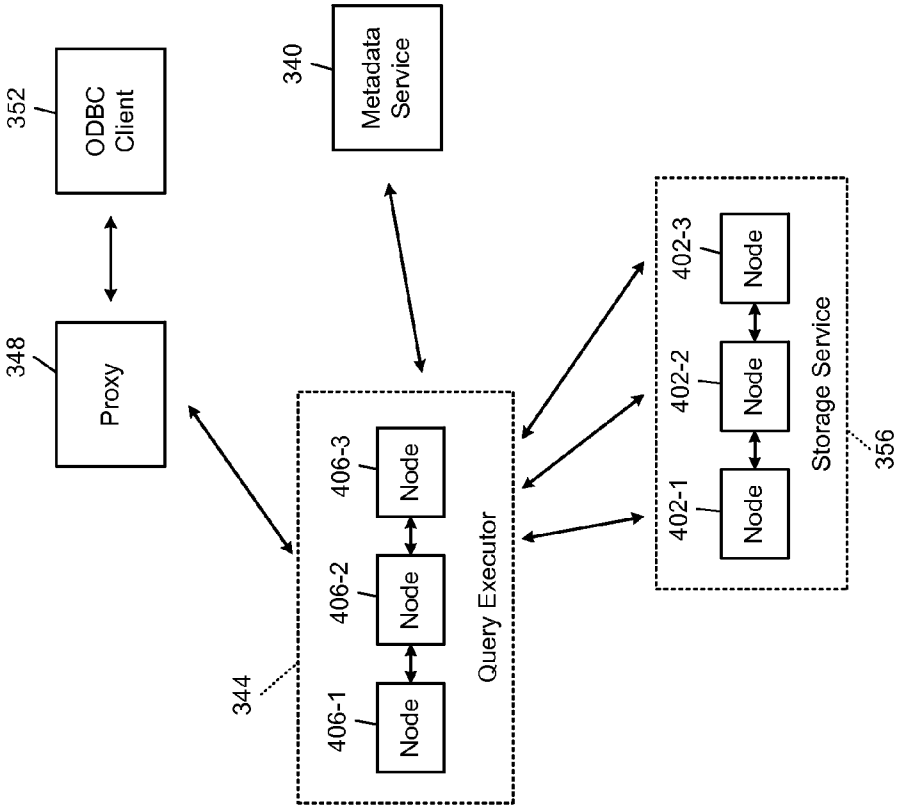 352
ODBC
Client
348
Proxy
340
Metadata
Service
344
406-1
Node
406-2
Node
406-3
Node
Query Executor
402-1
Node
402-2
Node
402-3
Node
Storage Service
356